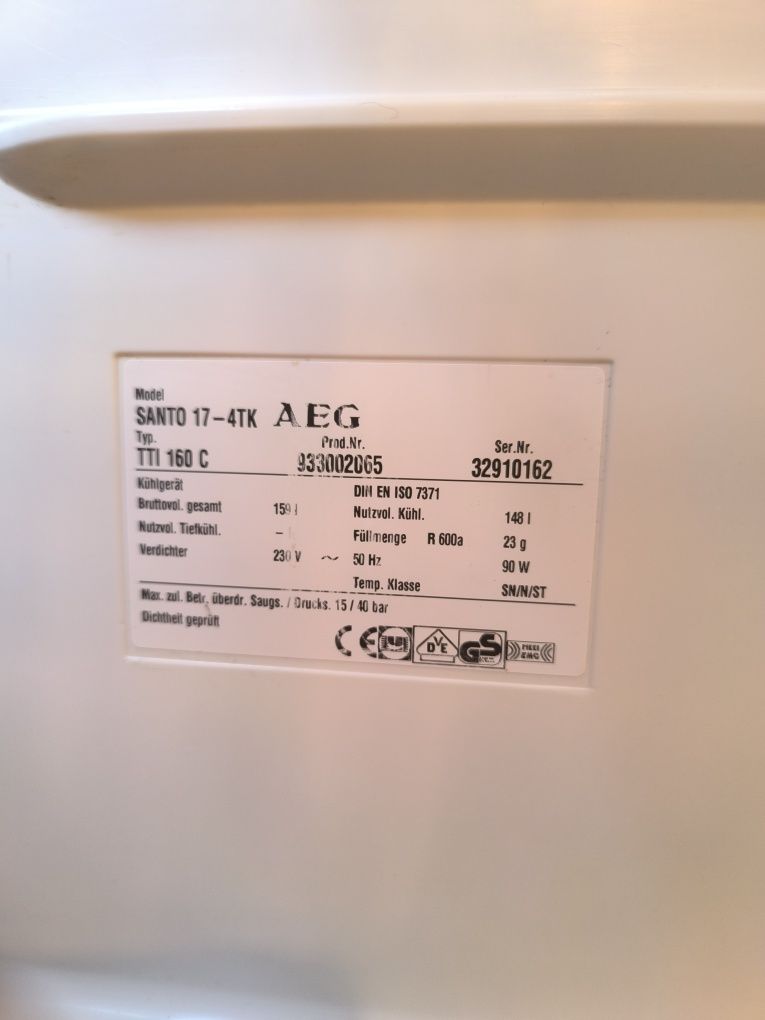 Model
SANTO 17-4TK AEG
Typ. Prod.Nr. Ser.Nr.
TTI 160 C 933002065 32910162
Kühlgerät DIN EN ISO 7371
Bruttovol. gesamt 159 l Nutzvol. Kühl. 148 l
Nutzvol. Tiefkühl. – l Füllmenge R 600a 23 g
Verdichter 230 V ~ 50 Hz 90 W
Temp. Klasse SN/N/ST
Max. zul. Betr. überdr. Saugs. / Drucks. 15 / 40 bar
Dichtheit geprüft
CE DVE GS